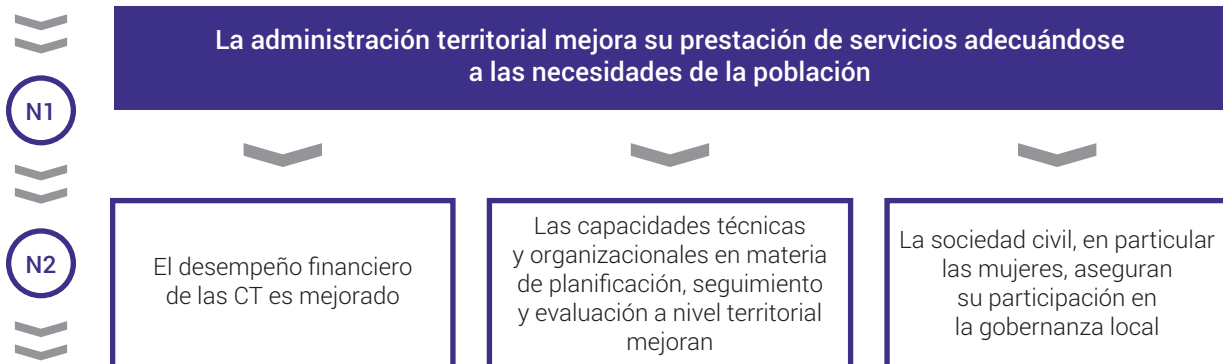 La administración territorial mejora su prestación de servicios adecuándose
a las necesidades de la población
N1
N2
El desempeño financiero
de las CT es mejorado
Las capacidades técnicas
y organizacionales en materia
de planificación, seguimiento
y evaluación a nivel territorial
mejoran
La sociedad civil, en particular
las mujeres, aseguran
su participación en
la gobernanza local